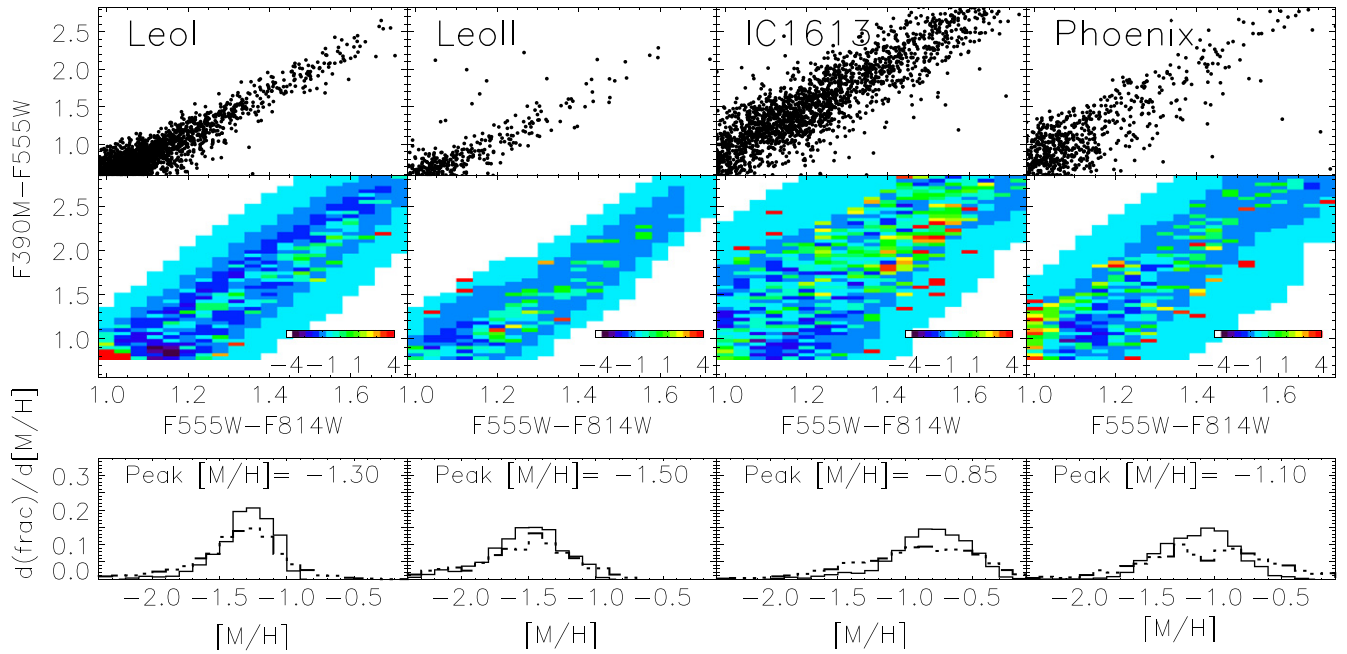 LeoI LeoII IC1613 Phoenix
2.5
2.0
1.5
1.0
F390M−F555W
2.5
2.0
1.5
1.0
−4−1 1 4 −4−1 1 4 −4−1 1 4 −4−1 1 4
1.0 1.2 1.4 1.6 1.0 1.2 1.4 1.6 1.0 1.2 1.4 1.6 1.0 1.2 1.4 1.6
F555W−F814W F555W−F814W F555W−F814W F555W−F814W
d(frac)/d[M/H]
Peak [M/H]= −1.30 Peak [M/H]= −1.50 Peak [M/H]= −0.85 Peak [M/H]= −1.10
0.3
0.2
0.1
0.0
−2.0 −1.5 −1.0 −0.5 −2.0 −1.5 −1.0 −0.5 −2.0 −1.5 −1.0 −0.5 −2.0 −1.5 −1.0 −0.5
[M/H] [M/H] [M/H] [M/H]